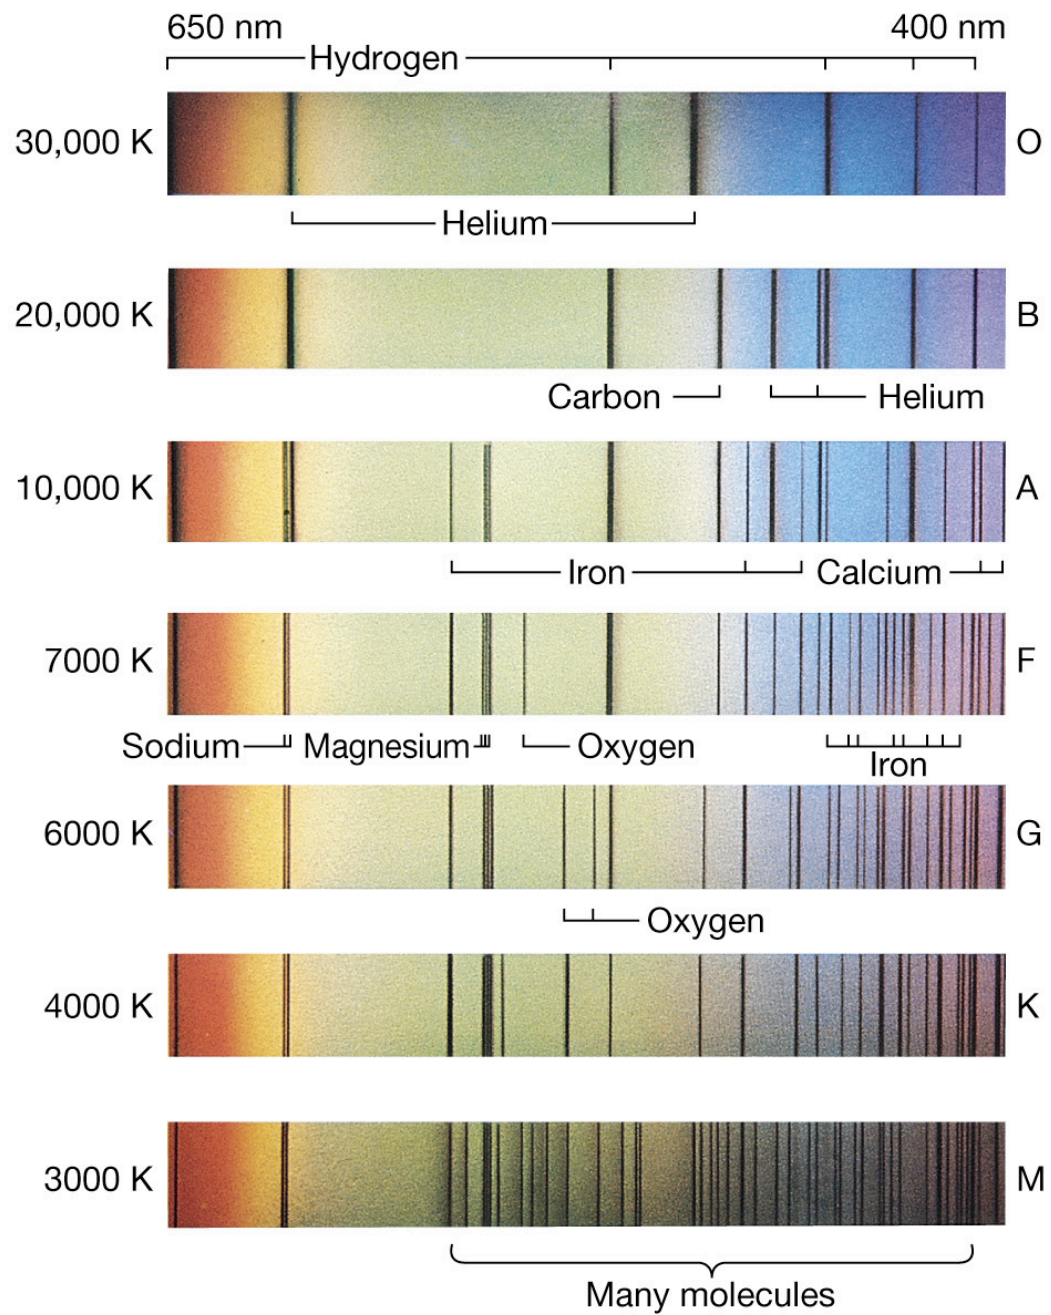 650 nm 400 nm
Hydrogen
30,000 K O
Helium
20,000 K B
Carbon Helium
10,000 K A
Iron Calcium
7000 K F
Sodium Magnesium Oxygen Iron
6000 K G
Oxygen
4000 K K
3000 K M
Many molecules